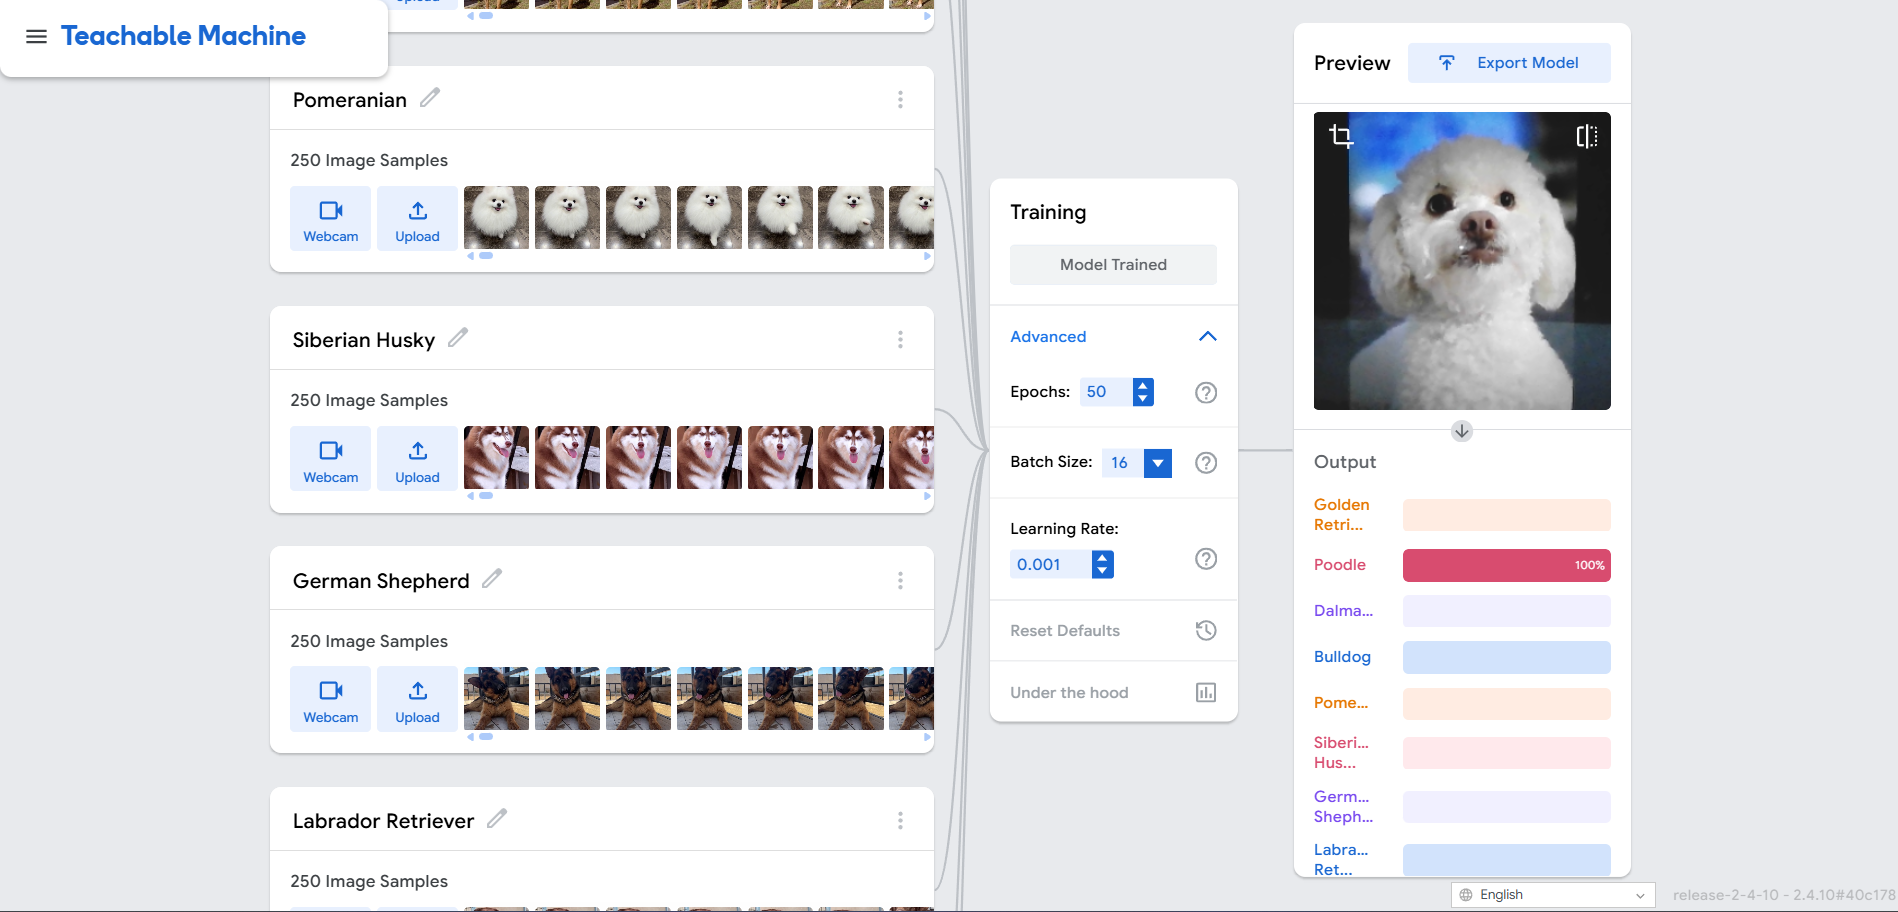 Upload
Teachable Machine
Pomeranian
250 Image Samples
Webcam
Upload
Siberian Husky
250 Image Samples
Webcam
Upload
German Shepherd
250 Image Samples
Webcam
Upload
Labrador Retriever
250 Image Samples
Training
Model Trained
Advanced
Epochs: 50
Batch Size: 16
Learning Rate:
0.001
Reset Defaults
Under the hood
Preview
Export Model
Output
Golden
Retri...
Poodle 100%
Dalma...
Bulldog
Pome...
Siberi...
Hus...
Germ...
Sheph...
Labra...
Ret...
English
release-2-4-10 - 2.4.10#40c178